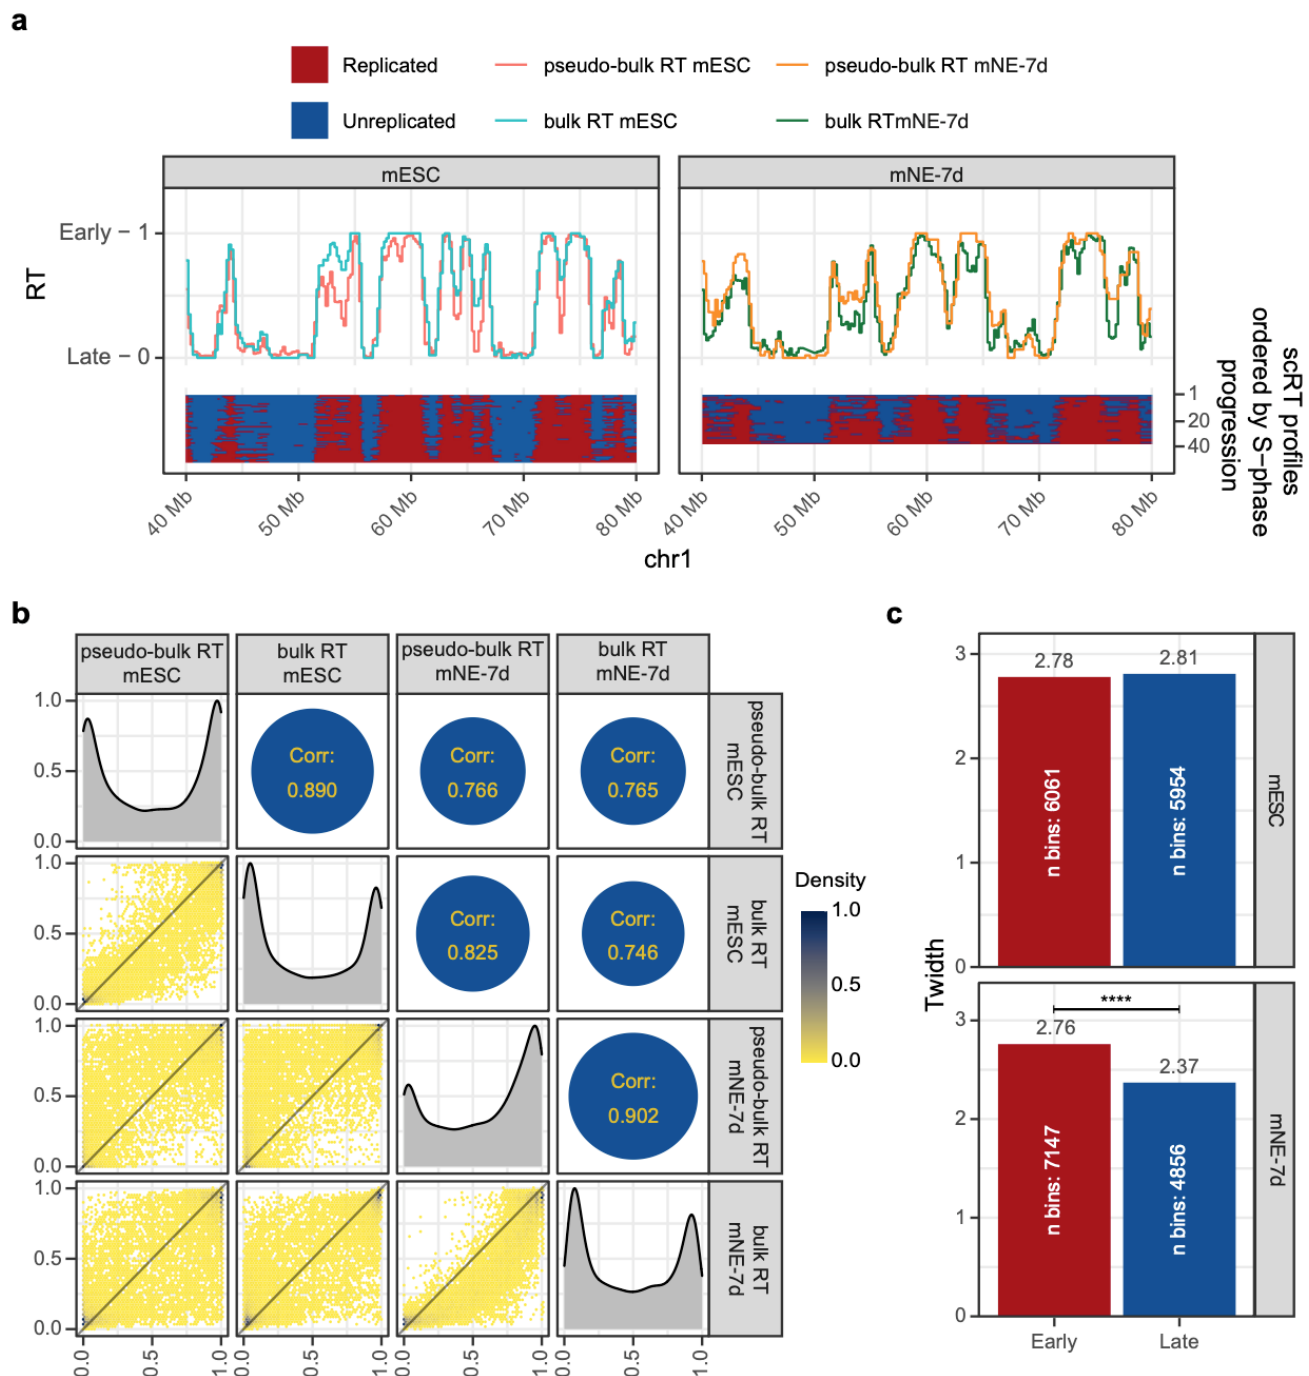 a
Replicated
pseudo-bulk RT mESC
pseudo-bulk RT mNE-7d
Unreplicated
bulk RT mESC
bulk RTmNE-7d
mESC
mNE-7d
Early - 1
Late - 0
RT
1
20
40
scRT profiles
ordered by S-phase
progression
40 Mb
50 Mb
60 Mb
70 Mb
80 Mb
40 Mb
50 Mb
60 Mb
70 Mb
80 Mb
chr1
b
pseudo-bulk RT
mESC
bulk RT
mESC
pseudo-bulk RT
mNE-7d
bulk RT
mNE-7d
1.0
0.5
0.0
Corr:
0.890
Corr:
0.766
Corr:
0.765
pseudo-bulk RT
mESC
1.0
0.5
0.0
Corr:
0.825
Corr:
0.746
bulk RT
mESC
1.0
0.5
0.0
Corr:
0.902
pseudo-bulk RT
mNE-7d
1.0
0.5
0.0
bulk RT
mNE-7d
0.0
0.5
1.0
0.0
0.5
1.0
0.0
0.5
1.0
0.0
0.5
1.0
Density
1.0
0.5
0.0
c
Twidth
3
2
1
0
2.78
2.81
n bins: 6061
n bins: 5954
mESC
3
2
1
0
****
2.76
2.37
n bins: 7147
n bins: 4856
mNE-7d
Early
Late